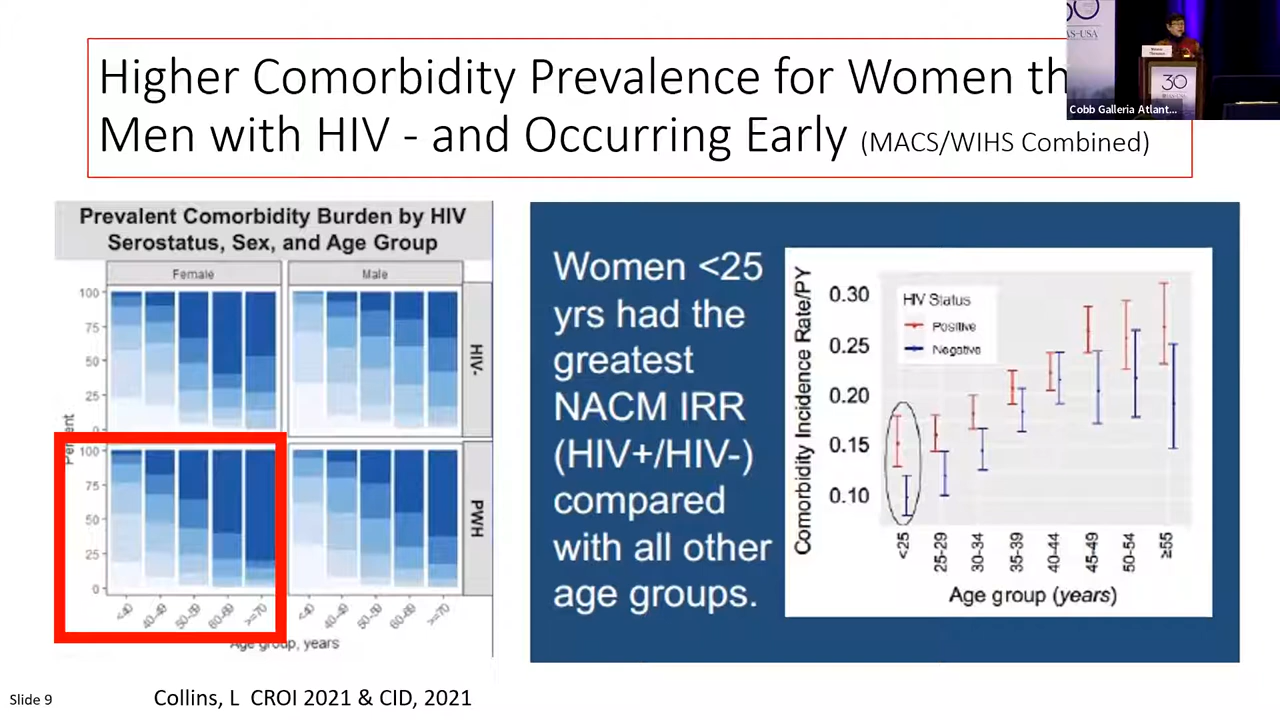 Higher Comorbidity Prevalence for Women th
Men with HIV - and Occurring Early (MACS/WIHS Combined)
Cobb Galleria Atlant...
30
Prevalent Comorbidity Burden by HIV
Serostatus, Sex, and Age Group
Female
Male
100
75
50
25
0
HIV-
Percent
100
75
50
25
0
PWH
<40
40-49
50-59
60-69
>=70
<40
40-49
50-59
60-69
>=70
Age group, years
Women <25
yrs had the
greatest
NACM IRR
(HIV+/HIV-)
compared
with all other
age groups.
Comorbidity Incidence Rate/PY
0.30
0.25
0.20
0.15
0.10
HIV Status
Positive
Negative
<25
25-29
30-34
35-39
40-44
45-49
50-54
≥55
Age group (years)
Slide 9
Collins, L CROI 2021 & CID, 2021